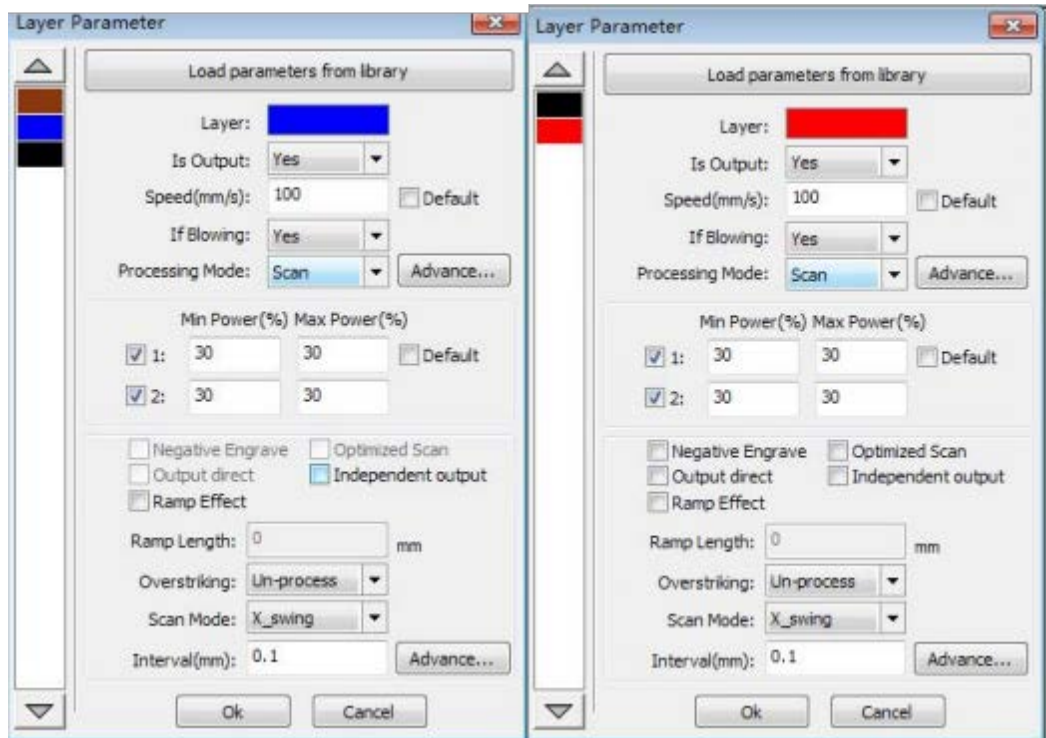 Layer Parameter
Load parameters from library
Layer:
Is Output: Yes
Speed(mm/s): 100 Default
If Blowing: Yes
Processing Mode: Scan Advance...
Min Power(%) Max Power(%)
1: 30 30 Default
2: 30 30
Negative Engrave Optimized Scan
Output direct Independent output
Ramp Effect
Ramp Length: 0 mm
Overstriking: Un-process
Scan Mode: X_swing
Interval(mm): 0.1 Advance...
Ok Cancel
Layer Parameter
Load parameters from library
Layer:
Is Output: Yes
Speed(mm/s): 100 Default
If Blowing: Yes
Processing Mode: Scan Advance...
Min Power(%) Max Power(%)
1: 30 30 Default
2: 30 30
Negative Engrave Optimized Scan
Output direct Independent output
Ramp Effect
Ramp Length: 0 mm
Overstriking: Un-process
Scan Mode: X_swing
Interval(mm): 0.1 Advance...
Ok Cancel